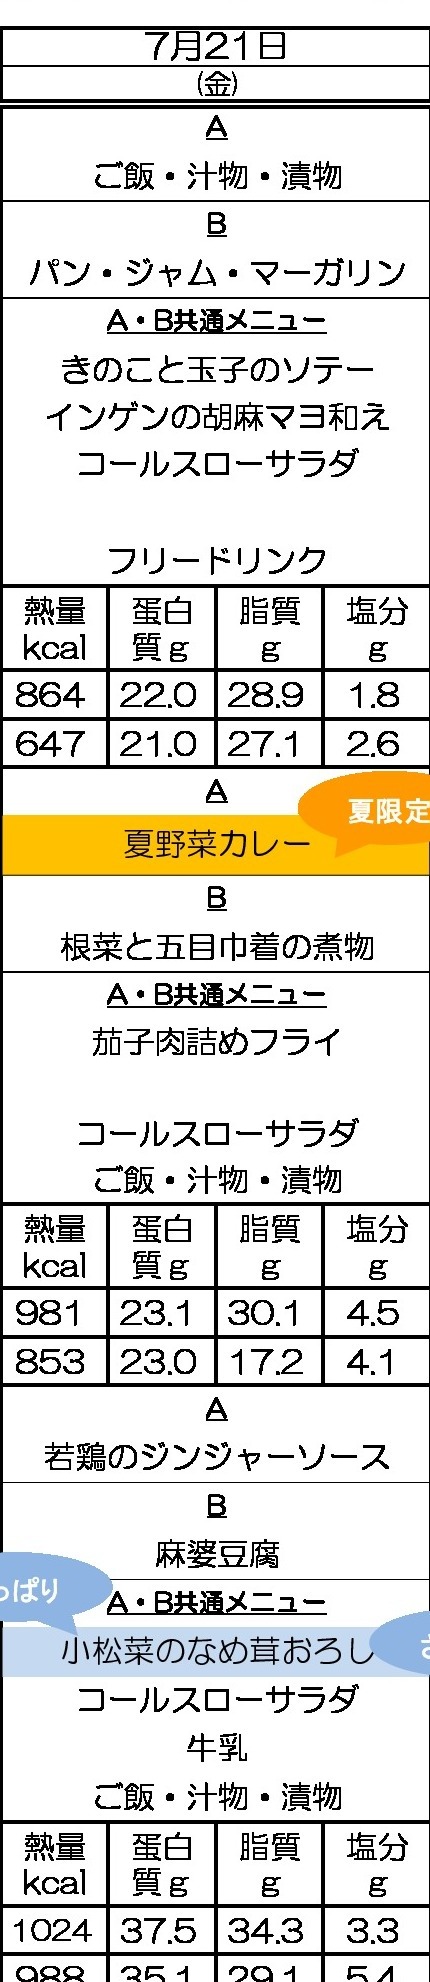 7月21日
(金)
A
ご飯・汁物・漬物
B
パン・ジャム・マーガリン
A・B共通メニュー
きのこと玉子のソテー
インゲンの胡麻マヨ和え
コールスローサラダ
フリードリンク
熱量 蛋白 脂質 塩分
kcal 質g g g
864 22.0 28.9 1.8
647 21.0 27.1 2.6
A
夏限定
夏野菜カレー
B
根菜と五目巾着の煮物
A・B共通メニュー
茄子肉詰めフライ
コールスローサラダ
ご飯・汁物・漬物
熱量 蛋白 脂質 塩分
kcal 質g g g
981 23.1 30.1 4.5
853 23.0 17.2 4.1
A
若鶏のジンジャーソース
B
麻婆豆腐
っぱり
A・B共通メニュー
小松菜のなめ茸おろし
コールスローサラダ
牛乳
ご飯・汁物・漬物
熱量 蛋白 脂質 塩分
kcal 質g g g
1024 37.5 34.3 3.3
988 35.1 29.1 5.4